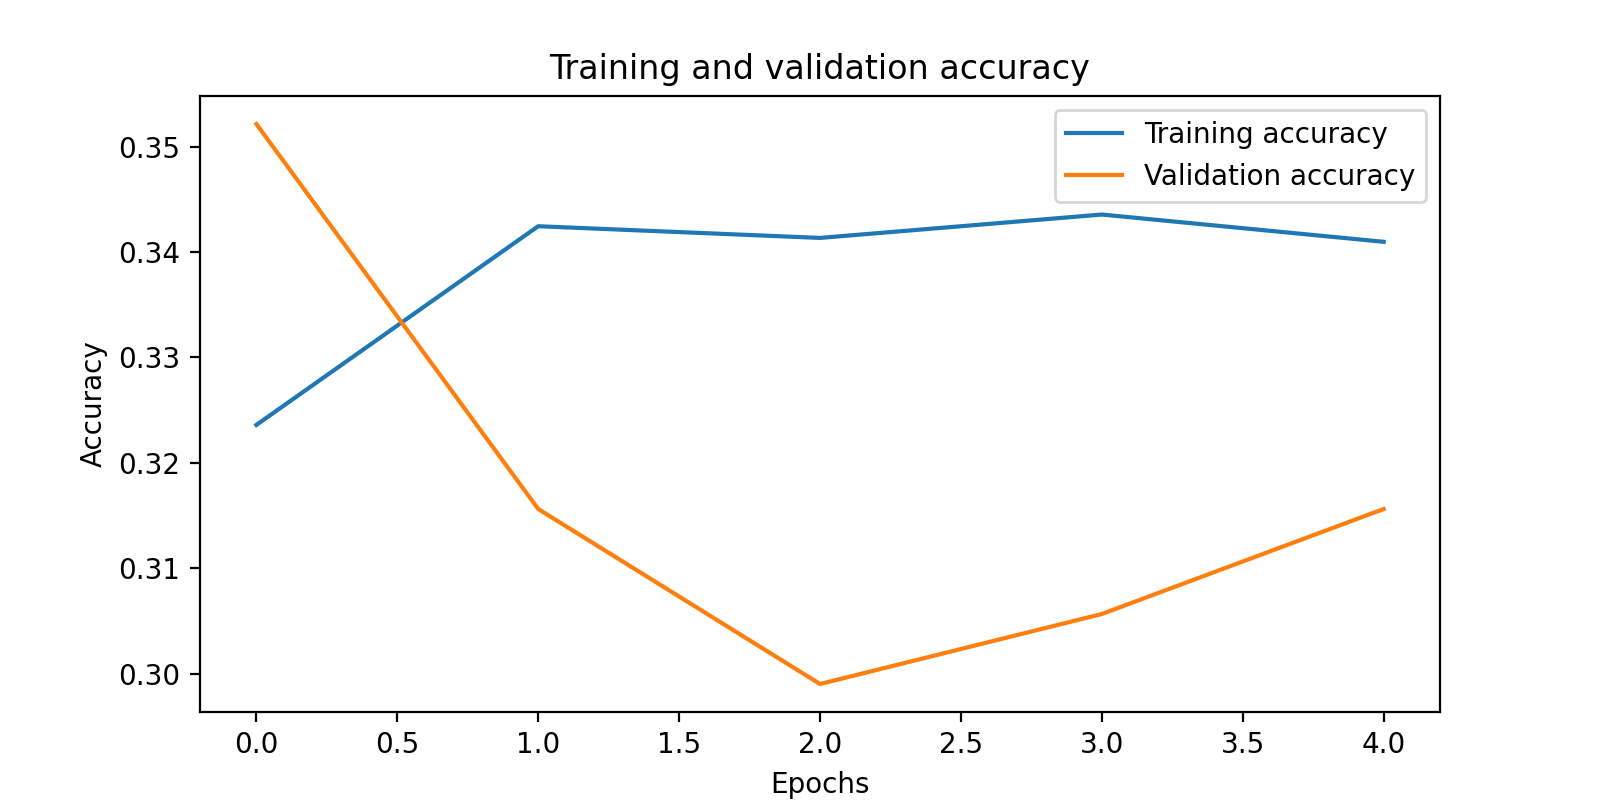 Training and validation accuracy
Training accuracy
Validation accuracy
0.35
0.34
0.33
0.32
0.31
0.30
Accuracy
0.0 0.5 1.0 1.5 2.0 2.5 3.0 3.5 4.0
Epochs